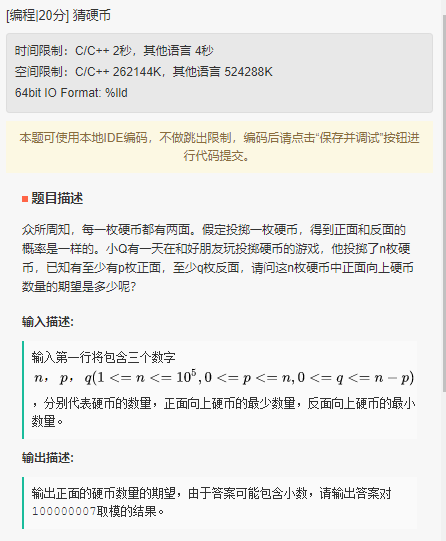 [编程|20分] 猜硬币
时间限制：C/C++ 2秒，其他语言 4秒
空间限制：C/C++ 262144K，其他语言 524288K
64bit IO Format: %lld
本题可使用本地IDE编码，不做跳出限制，编码后请点击“保存并调试”按钮进
行代码提交。
题目描述
众所周知，每一枚硬币都有两面。假定投掷一枚硬币，得到正面和反面的
概率是一样的。小Q有一天在和好朋友玩投掷硬币的游戏，他投掷了n枚硬
币，已知有至少有p枚正面，至少q枚反面，请问这n枚硬币中正面向上硬币
数量的期望是多少呢？
输入描述:
输入第一行将包含三个数字
n， p， q(1 <= n <= 10^5, 0 <= p <= n, 0 <= q <= n − p)
，分别代表硬币的数量，正面向上硬币的最少数量，反面向上硬币的最小
数量。
输出描述:
输出正面的硬币数量的期望，由于答案可能包含小数，请输出答案对
100000007取模的结果。